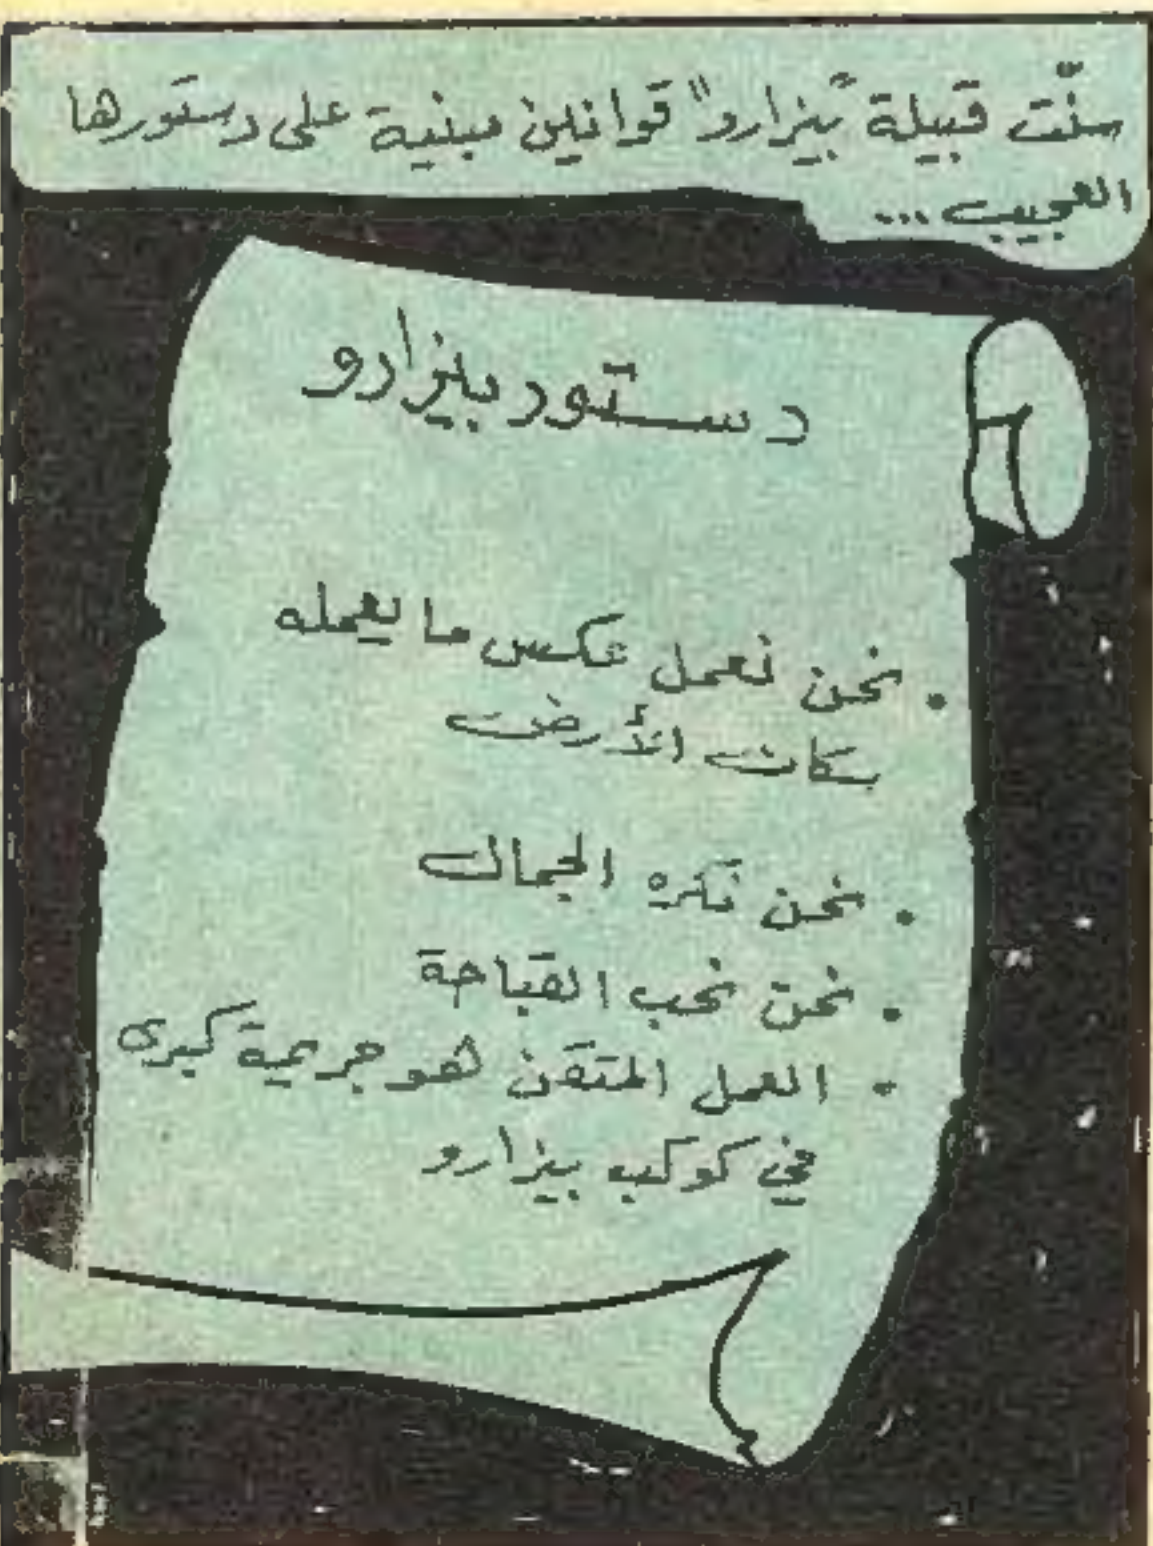 سنّت قبيلة "بيزارو" قوانين مبنية على دستورها
العجيب...
دستور بيزارو
. نحن نعمل عكس ما يعمله
سكان الأرض
. نحن نكره الجمال
. نحن نحب القباحة
. العمل المتقن لهو جريمة كبرى
في كوكب بيزارو